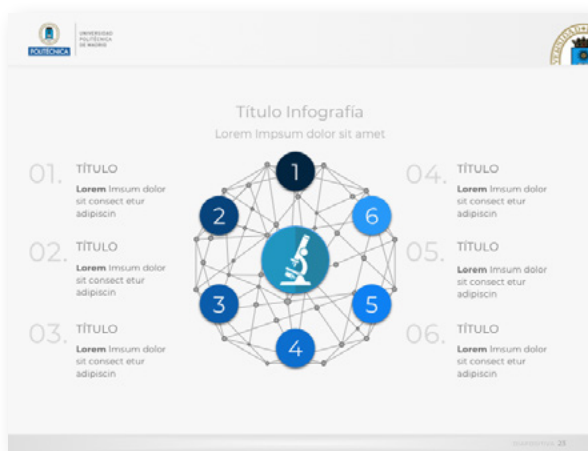 POLITÉCNICA
UNIVERSIDAD
POLITÉCNICA
DE MADRID
Título Infografía
Lorem Impsum dolor sit amet
01.
TÍTULO
Lorem Imsum dolor
sit consect etur
adipiscin
02.
TÍTULO
Lorem Imsum dolor
sit consect etur
adipiscin
03.
TÍTULO
Lorem Imsum dolor
sit consect etur
adipiscin
1
2
3
4
5
6
04.
TÍTULO
Lorem Imsum dolor
sit consect etur
adipiscin
05.
TÍTULO
Lorem Imsum dolor
sit consect etur
adipiscin
06.
TÍTULO
Lorem Imsum dolor
sit consect etur
adipiscin